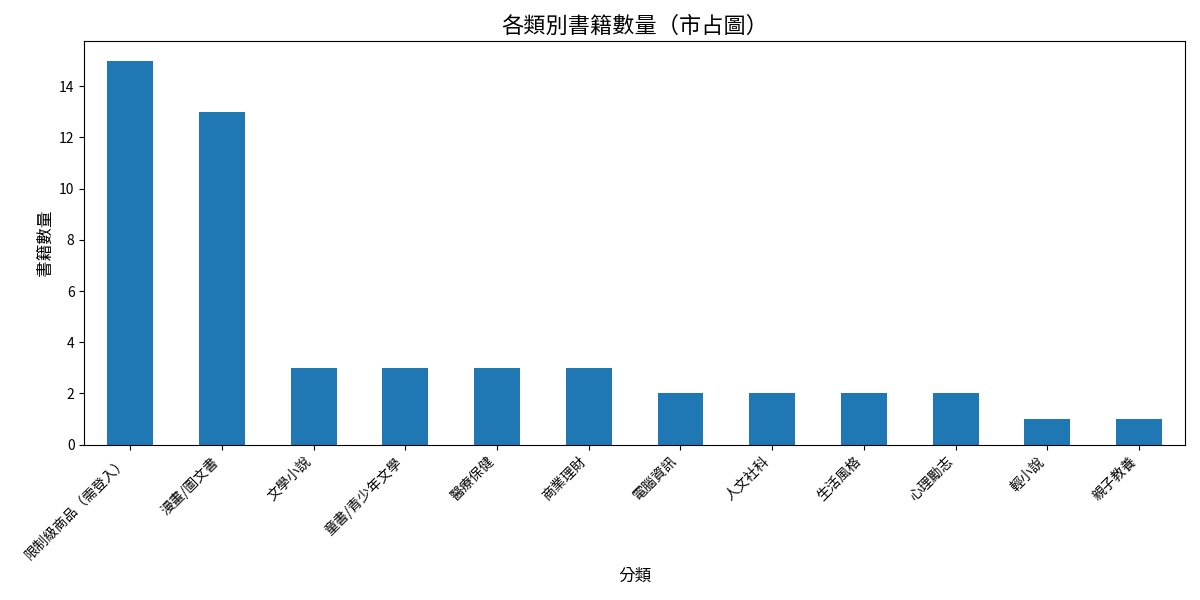 各類別書籍數量（市占圖）
書籍數量
14
12
10
8
6
4
2
0
限制級商品（需登入）
漫畫/圖文書
文學小說
童書/青少年文學
醫療保健
商業理財
電腦資訊
人文社科
生活風格
心理勵志
輕小說
親子教養
分類